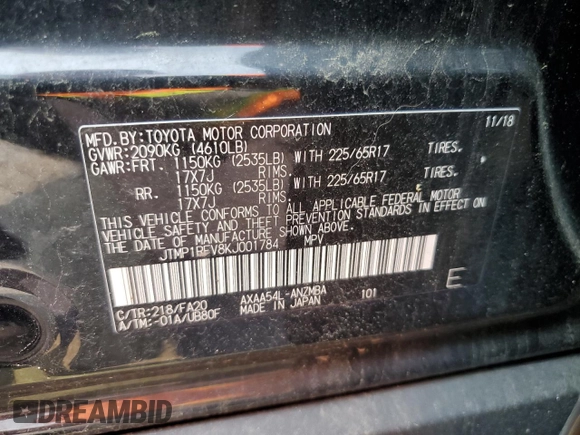 MFD.BY:TOYOTA MOTOR CORPORATION 11/18
GVWR:2090KG (4610LB)
GAWR:FRT. 1150KG (2535LB) WITH 225/65R17 TIRES.
17X7J RIMS.
RR. 1150KG (2535LB) WITH 225/65R17 TIRES.
17X7J RIMS.
THIS VEHICLE CONFORMS TO ALL APPLICABLE FEDERAL MOTOR
VEHICLE SAFETY AND THEFT PREVENTION STANDARDS IN EFFECT
ON THE DATE OF MANUFACTURE SHOWN ABOVE.
JTMP1RFV8KJ001784 MPV
E
C/TR:218/FA20 AXAA54L-ANZMBA 101
A/TM:-01A/UB80F MADE IN JAPAN
DREAMBID